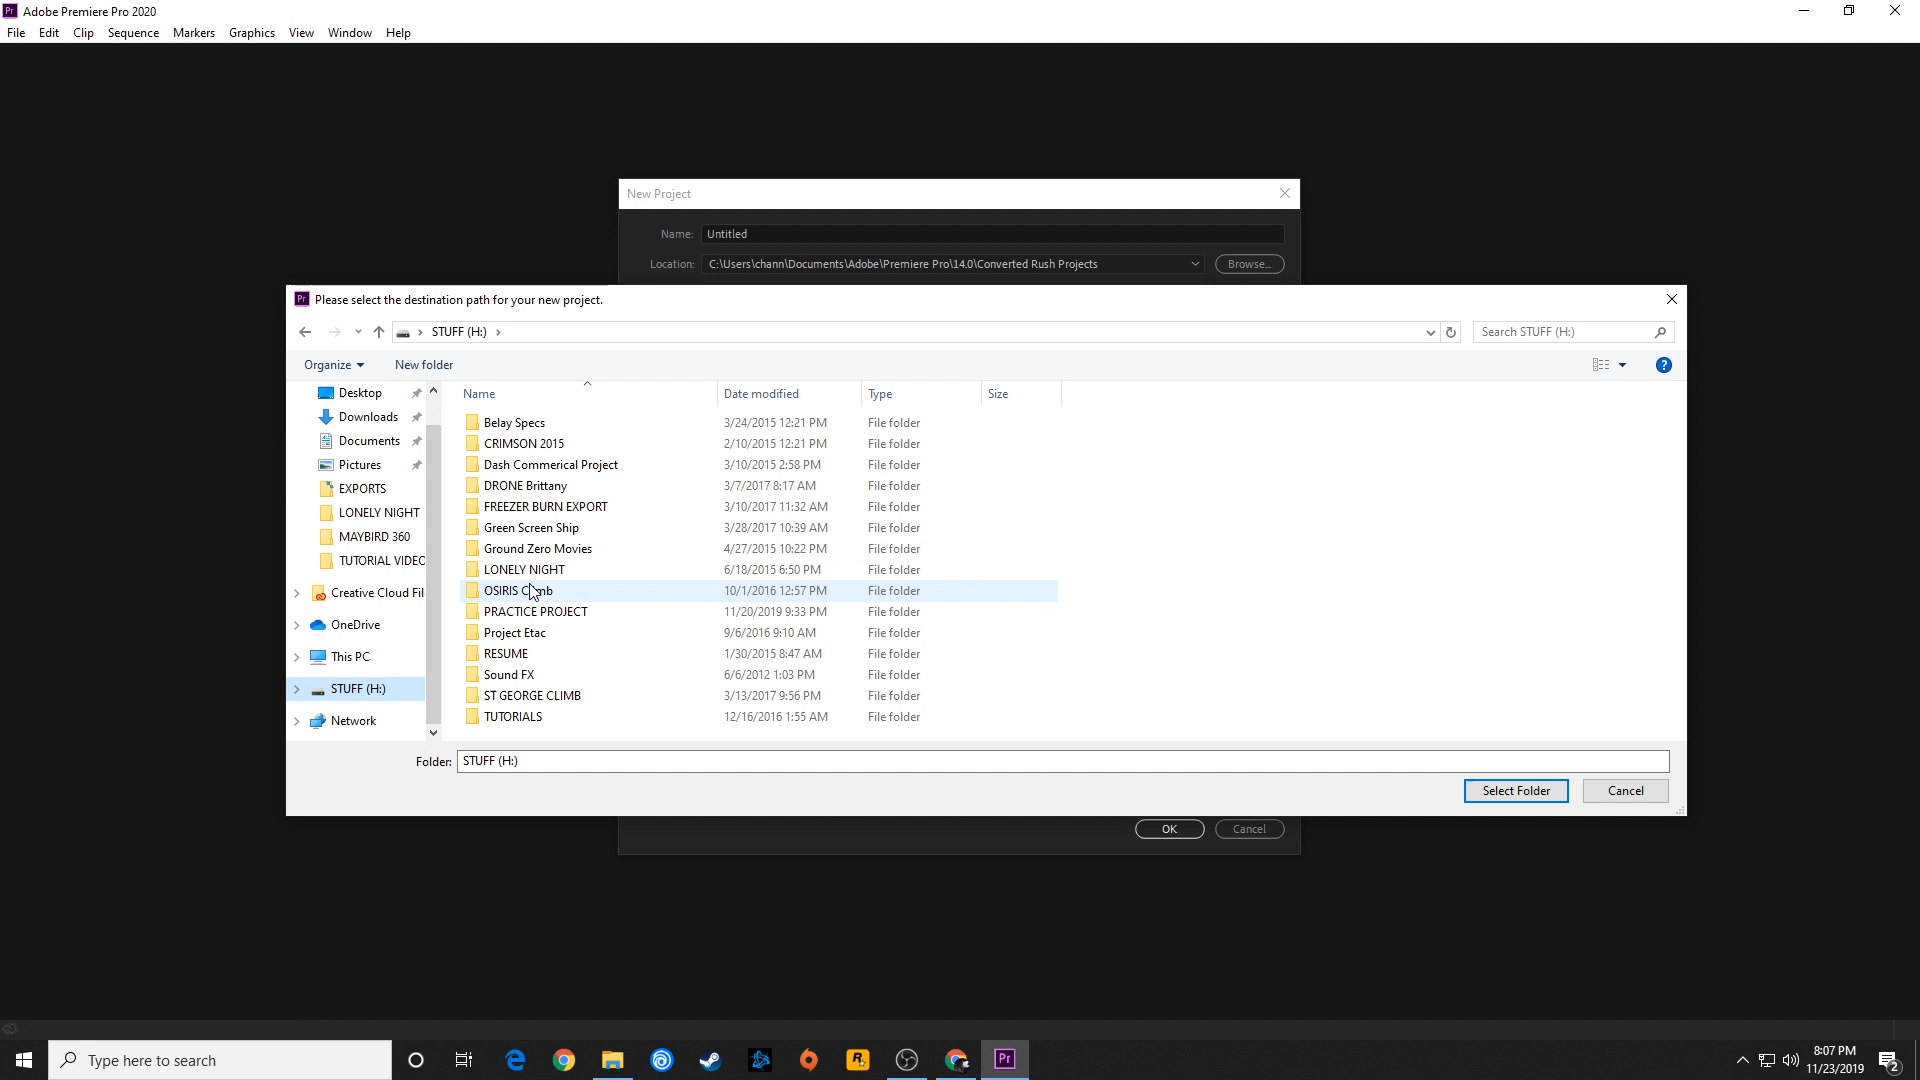 Pr Adobe Premiere Pro 2020
File Edit Clip Sequence Markers Graphics View Window Help
New Project
Name: Untitled
Location: C:\Users\chann\Documents\Adobe\Premiere Pro\14.0\Converted Rush Projects Browse...
Pr Please select the destination path for your new project.
STUFF (H:) Search STUFF (H:)
Organize New folder
Name Date modified Type Size
Desktop
Downloads
Documents
Pictures
EXPORTS
LONELY NIGHT
MAYBIRD 360
TUTORIAL VIDEO
Creative Cloud Fil
OneDrive
This PC
STUFF (H:)
Network
Belay Specs 3/24/2015 12:21 PM File folder
CRIMSON 2015 2/10/2015 12:21 PM File folder
Dash Commerical Project 3/10/2015 2:58 PM File folder
DRONE Brittany 3/7/2017 8:17 AM File folder
FREEZER BURN EXPORT 3/10/2017 11:32 AM File folder
Green Screen Ship 3/28/2017 10:39 AM File folder
Ground Zero Movies 4/27/2015 10:22 PM File folder
LONELY NIGHT 6/18/2015 6:50 PM File folder
OSIRIS 10/1/2016 12:57 PM File folder
PRACTICE PROJECT 11/20/2019 9:33 PM File folder
Project Etac 9/6/2016 9:10 AM File folder
RESUME 1/30/2015 8:47 AM File folder
Sound FX 6/6/2012 1:03 PM File folder
ST GEORGE CLIMB 3/13/2017 9:56 PM File folder
TUTORIALS 12/16/2016 1:55 AM File folder
Folder: STUFF (H:)
Select Folder Cancel
OK Cancel
Type here to search
R
Pr
8:07 PM
11/23/2019
2